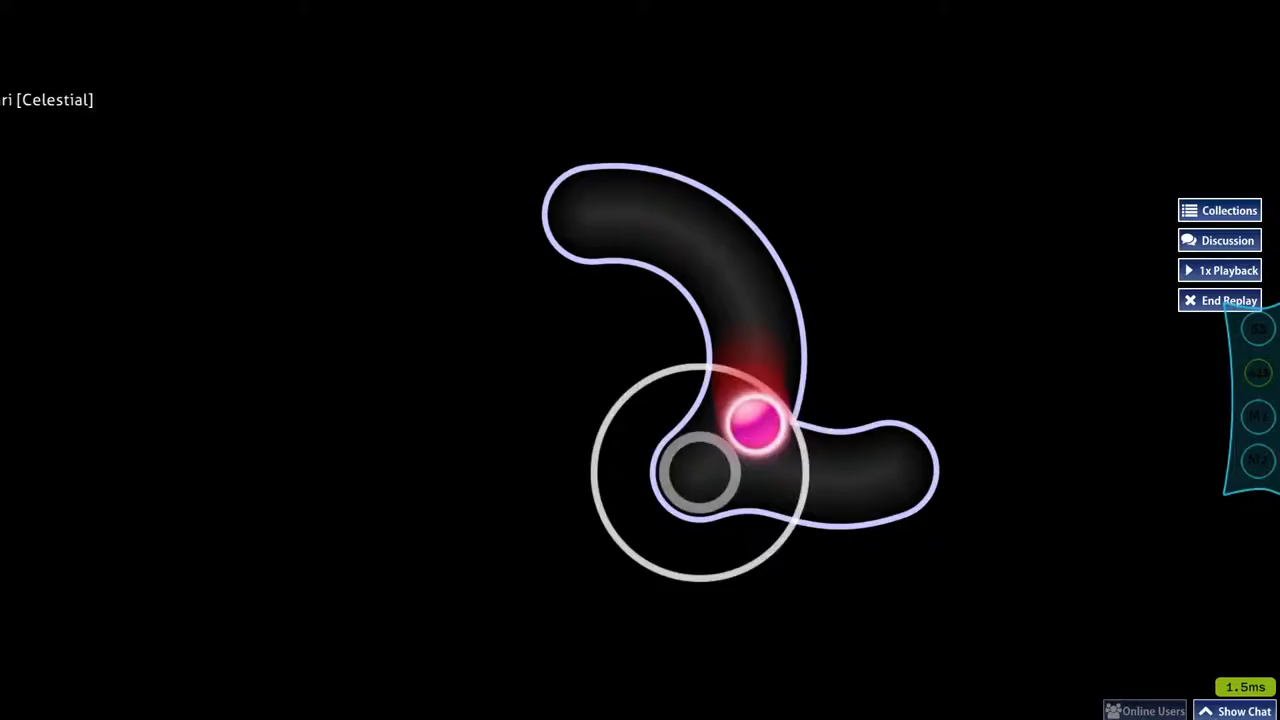 ri [Celestial]
Collections
Discussion
1x Playback
End Replay
1.5ms
Online Users
Show Chat